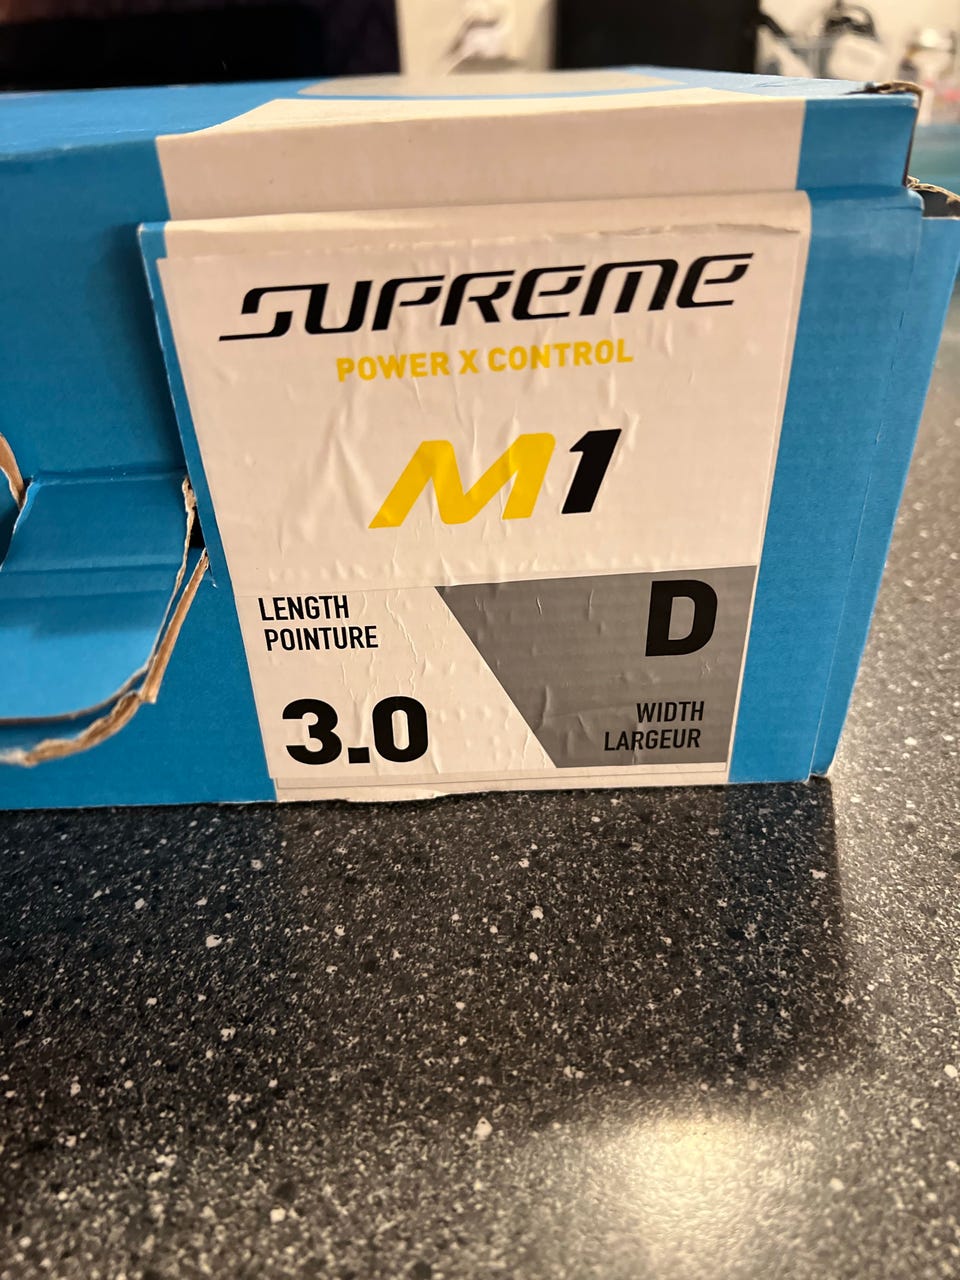 SUPREME
POWER X CONTROL
M1
LENGTH
POINTURE
3.0
D
WIDTH
LARGEUR